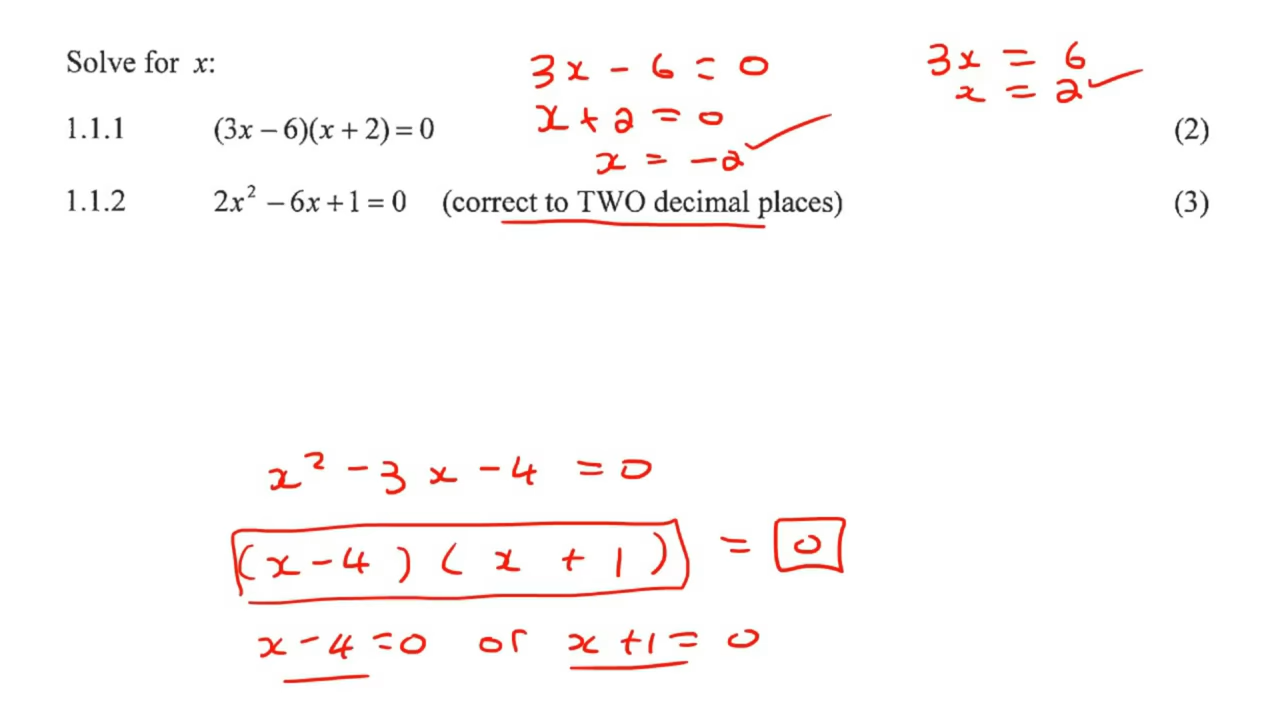 Solve for x:
3x - 6 = 0
3x = 6
x = 2 ✓
1.1.1 (3x – 6)(x + 2) = 0
x + 2 = 0
(2)
x = -2 ✓
1.1.2 2x² – 6x + 1 = 0 (correct to TWO decimal places) (3)
x² - 3x - 4 = 0
(x - 4)(x + 1) = 0
x - 4 = 0 or x + 1 = 0